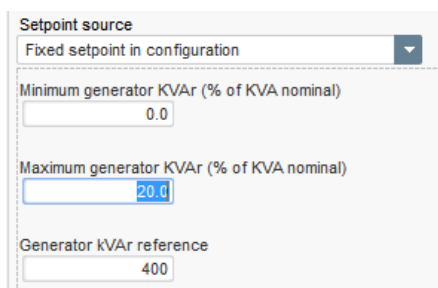 Setpoint source
Fixed setpoint in configuration
Minimum generator KVAr (% of KVA nominal)
0.0
Maximum generator KVAr (% of KVA nominal)
20.0
Generator kVAr reference
400